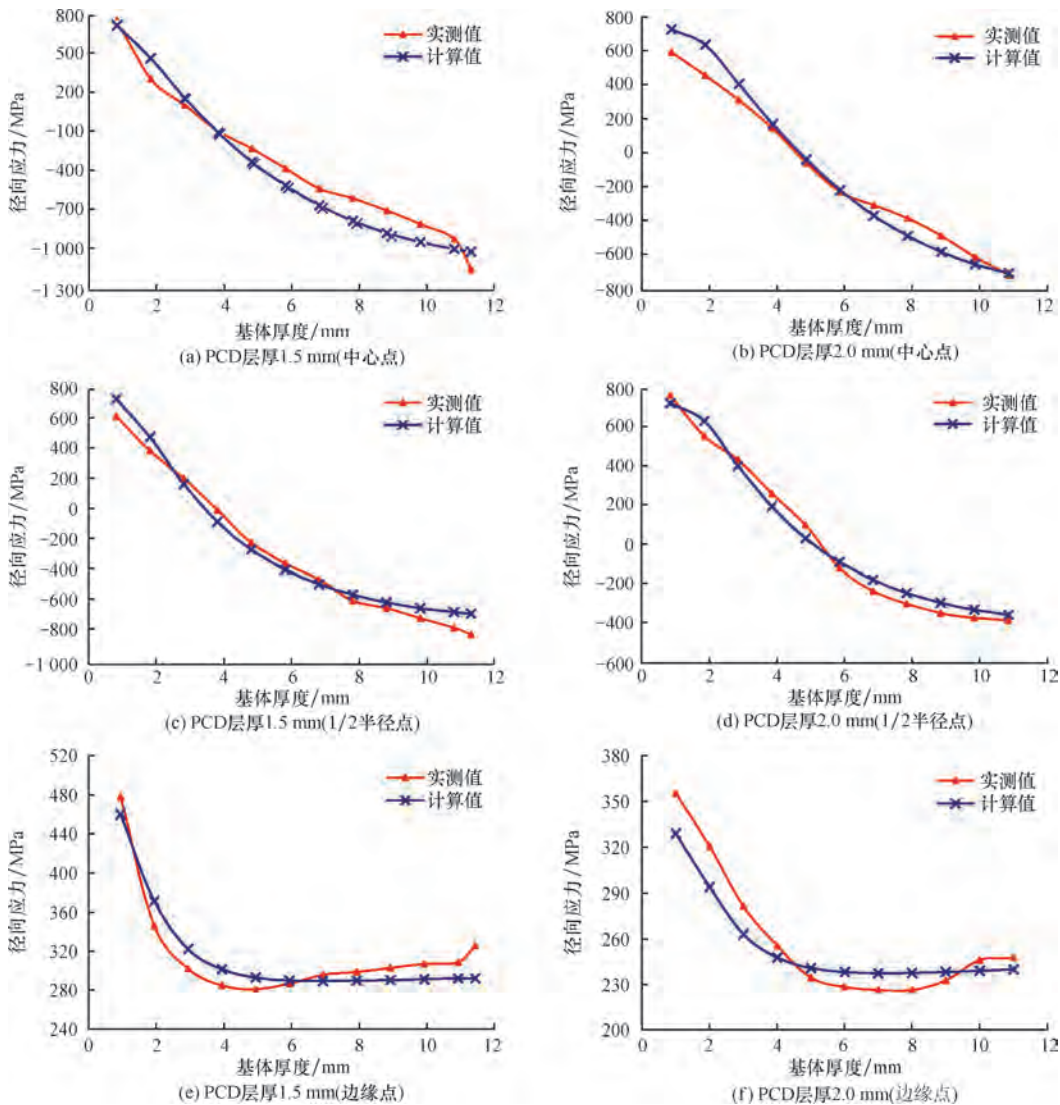 径向应力/MPa
800
500
200
-100
-400
-700
-1 000
-1 300
实测值
计算值
0 2 4 6 8 10 12
基体厚度/mm
(a) PCD层厚1.5 mm(中心点)
径向应力/MPa
800
600
400
200
0
-200
-400
-600
-800
实测值
计算值
0 2 4 6 8 10 12
基体厚度/mm
(b) PCD层厚2.0 mm(中心点)
径向应力/MPa
800
600
400
200
0
-200
-400
-600
-800
-1 000
实测值
计算值
0 2 4 6 8 10 12
基体厚度/mm
(c) PCD层厚1.5 mm(1/2半径点)
径向应力/MPa
800
600
400
200
0
-200
-400
-600
实测值
计算值
0 2 4 6 8 10 12
基体厚度/mm
(d) PCD层厚2.0 mm(1/2半径点)
径向应力/MPa
520
480
440
400
360
320
280
240
实测值
计算值
0 2 4 6 8 10 12
基体厚度/mm
(e) PCD层厚1.5 mm(边缘点)
径向应力/MPa
380
350
320
290
260
230
200
实测值
计算值
0 2 4 6 8 10 12
基体厚度/mm
(f) PCD层厚2.0 mm(边缘点)